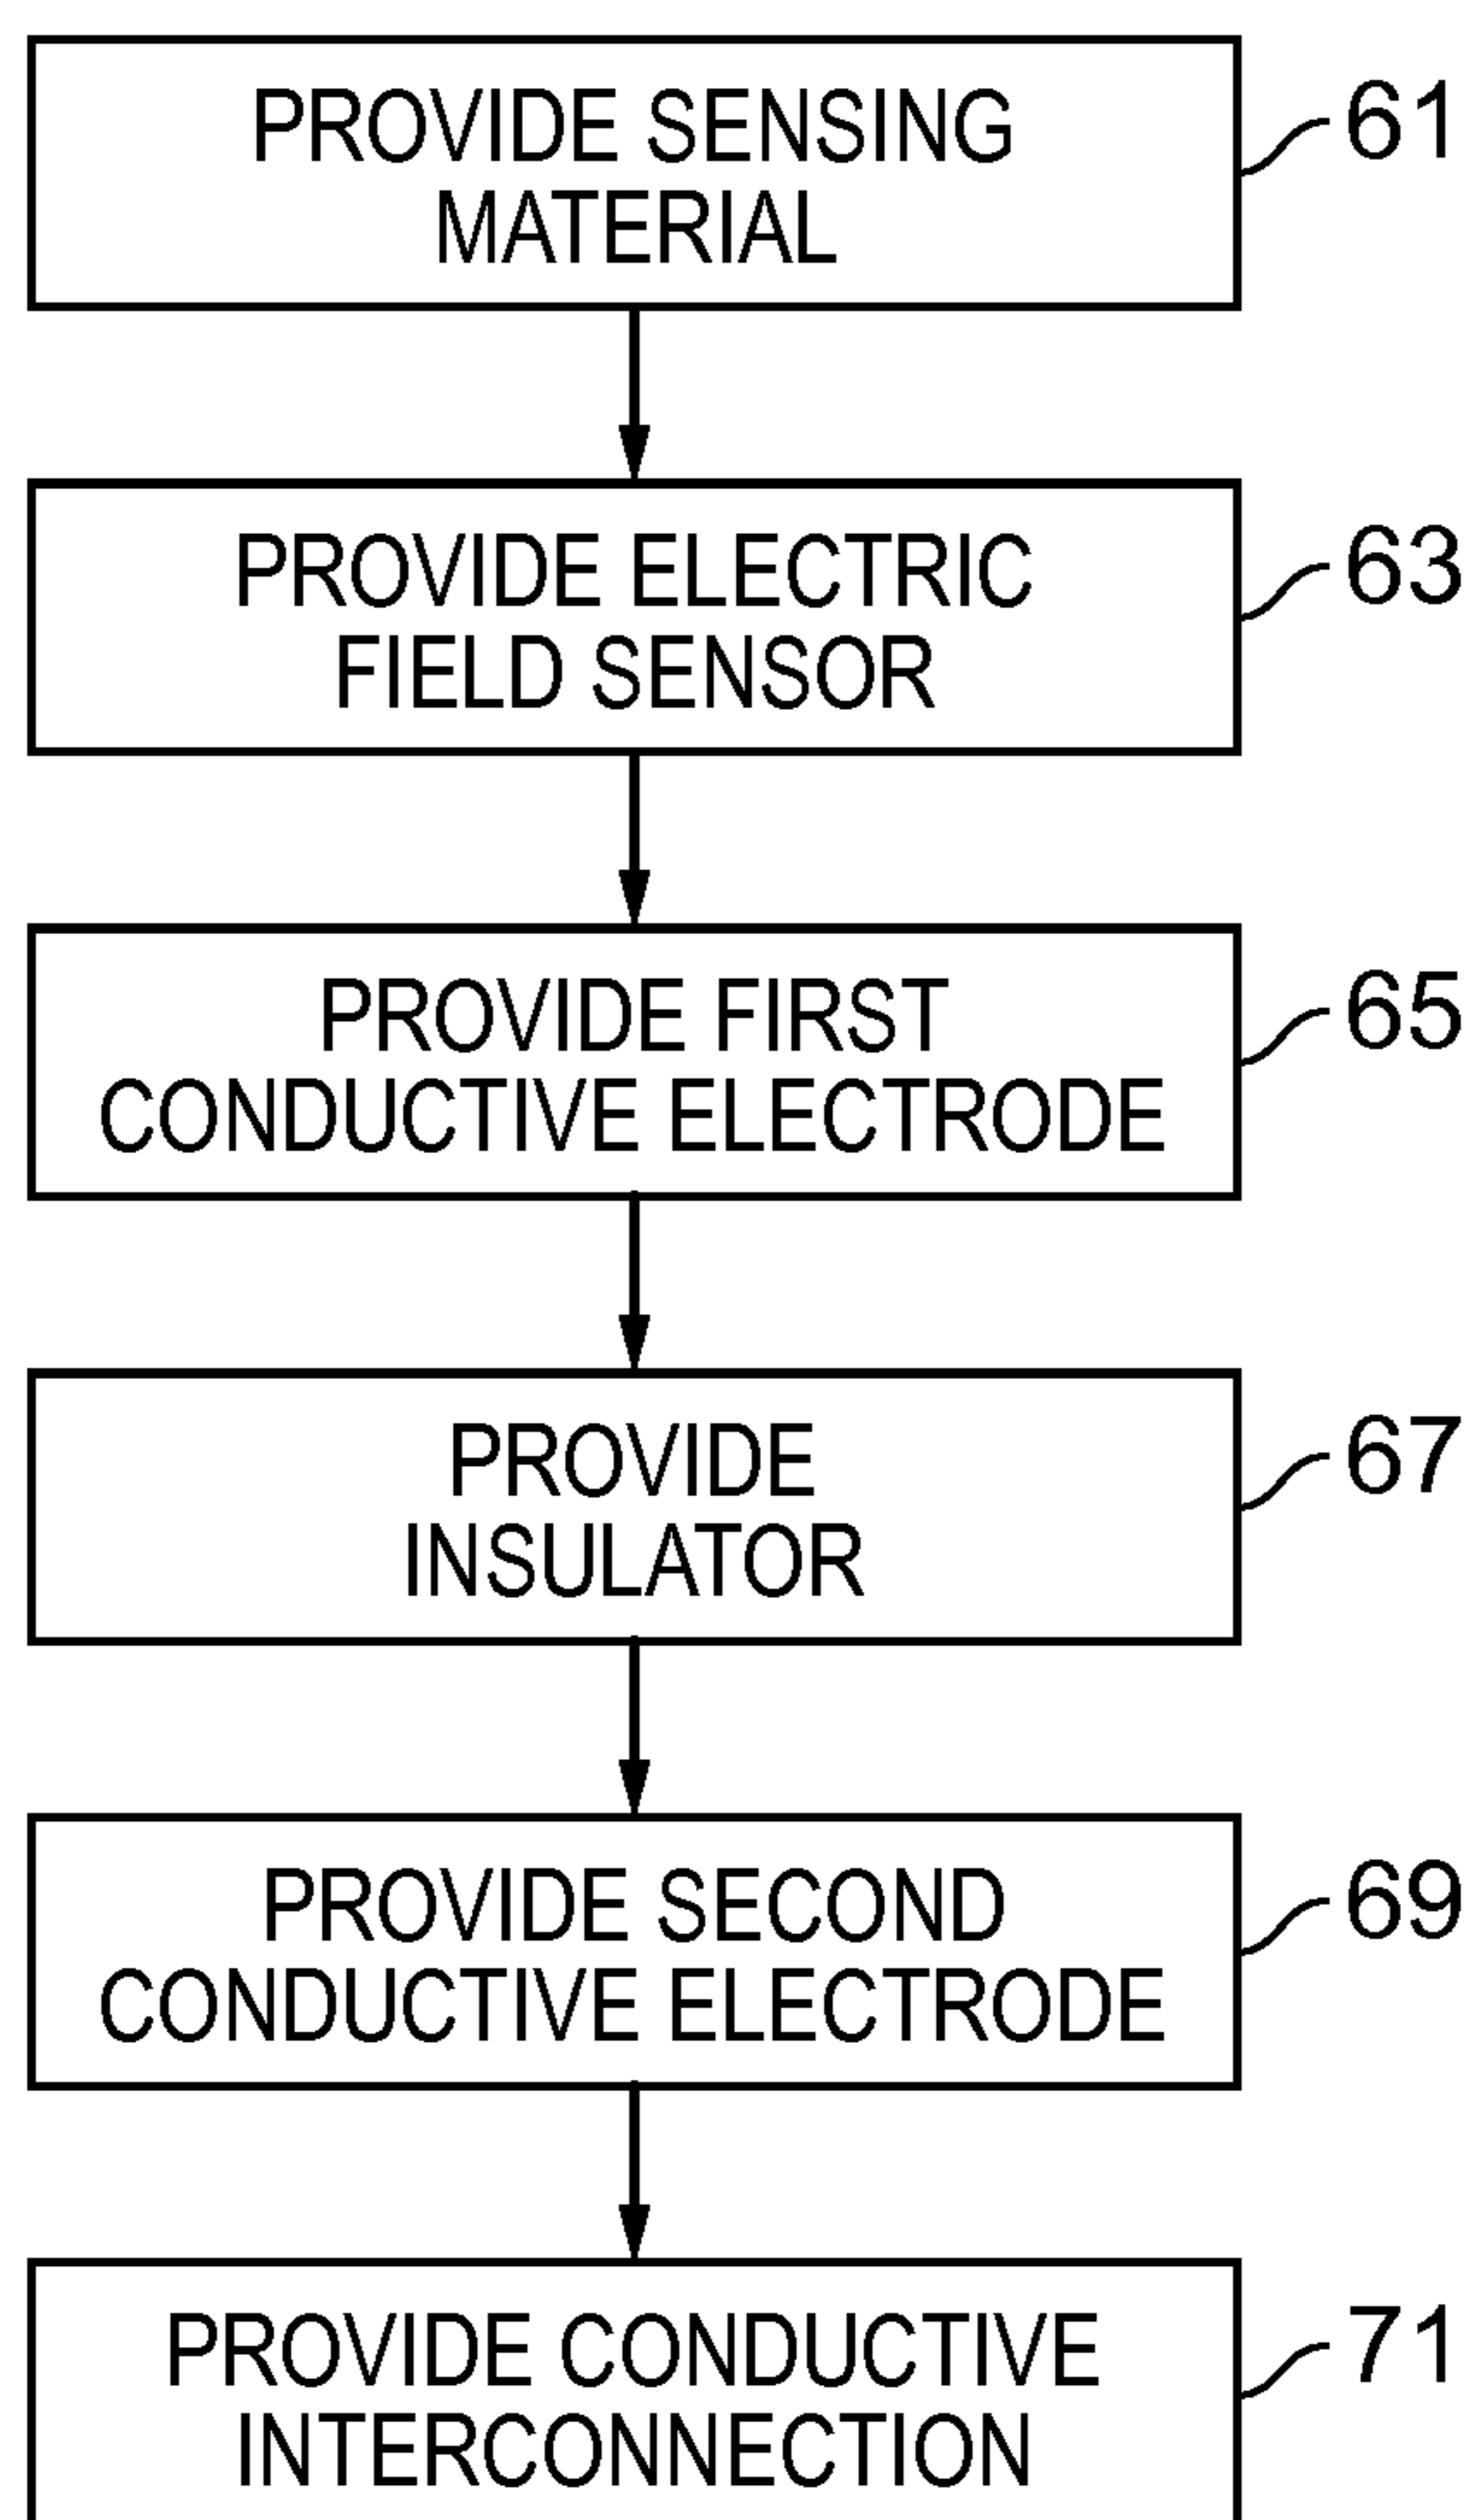 PROVIDE SENSING
MATERIAL
61
PROVIDE ELECTRIC
FIELD SENSOR
63
PROVIDE FIRST
CONDUCTIVE ELECTRODE
65
PROVIDE
INSULATOR
67
PROVIDE SECOND
CONDUCTIVE ELECTRODE
69
PROVIDE CONDUCTIVE
INTERCONNECTION
71